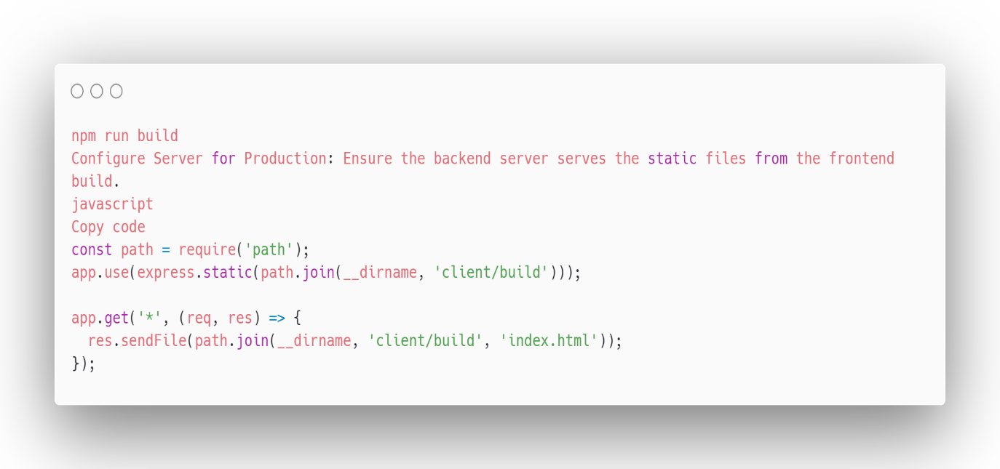 npm run build
Configure Server for Production: Ensure the backend server serves the static files from the frontend
build.
javascript
Copy code
const path = require('path');
app.use(express.static(path.join(__dirname, 'client/build')));

app.get('*', (req, res) => {
  res.sendFile(path.join(__dirname, 'client/build', 'index.html'));
});